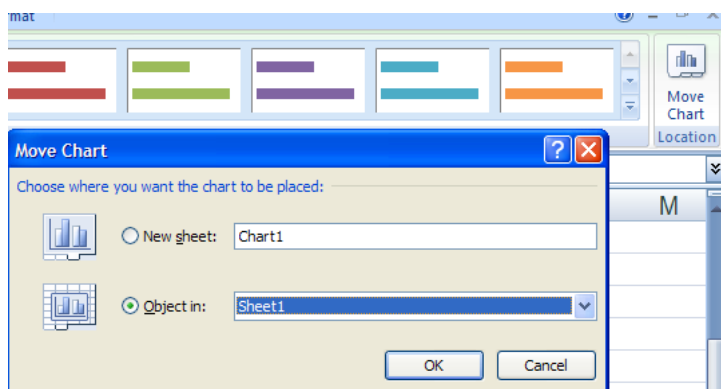 rmat
Move
Chart
Location
Move Chart
Choose where you want the chart to be placed:
New sheet: Chart1
Object in: Sheet1
OK Cancel
M